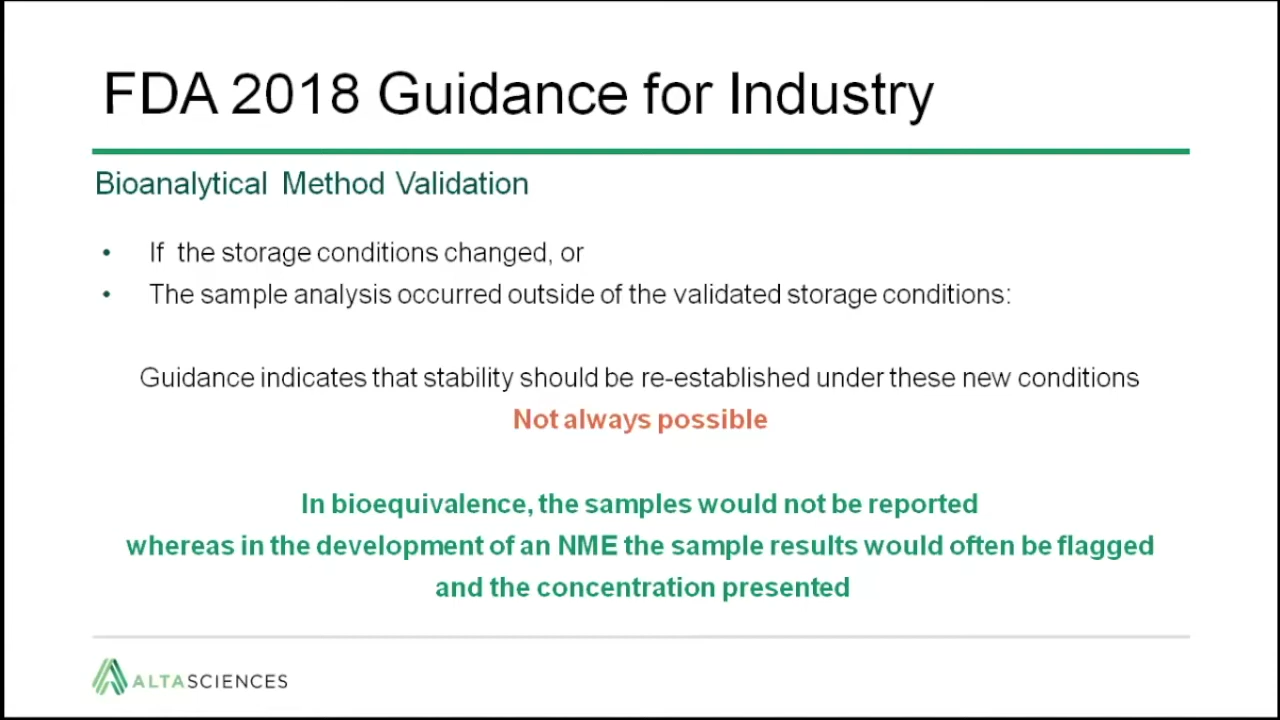 FDA 2018 Guidance for Industry
Bioanalytical Method Validation
• If the storage conditions changed, or
• The sample analysis occurred outside of the validated storage conditions:
Guidance indicates that stability should be re-established under these new conditions
Not always possible
In bioequivalence, the samples would not be reported
whereas in the development of an NME the sample results would often be flagged
and the concentration presented
ALTASCIENCES